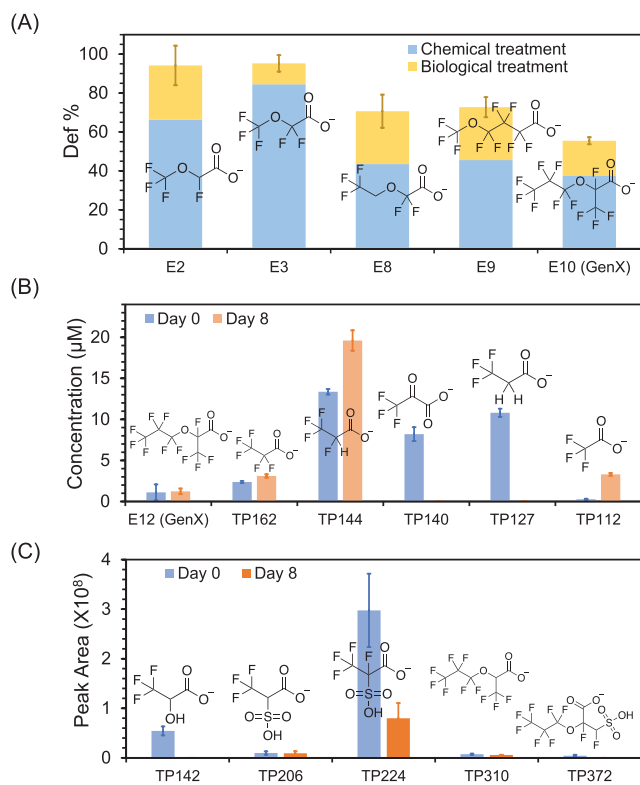 (A)
Def %
100
80
60
40
20
0
Chemical treatment
Biological treatment
E2
E3
E8
E9
E10 (GenX)
(B)
Concentration (µM)
20
15
10
5
0
Day 0
Day 8
E12 (GenX)
TP162
TP144
TP140
TP127
TP112
(C)
Peak Area (X10⁸)
4
3
2
1
0
Day 0
Day 8
TP142
TP206
TP224
TP310
TP372